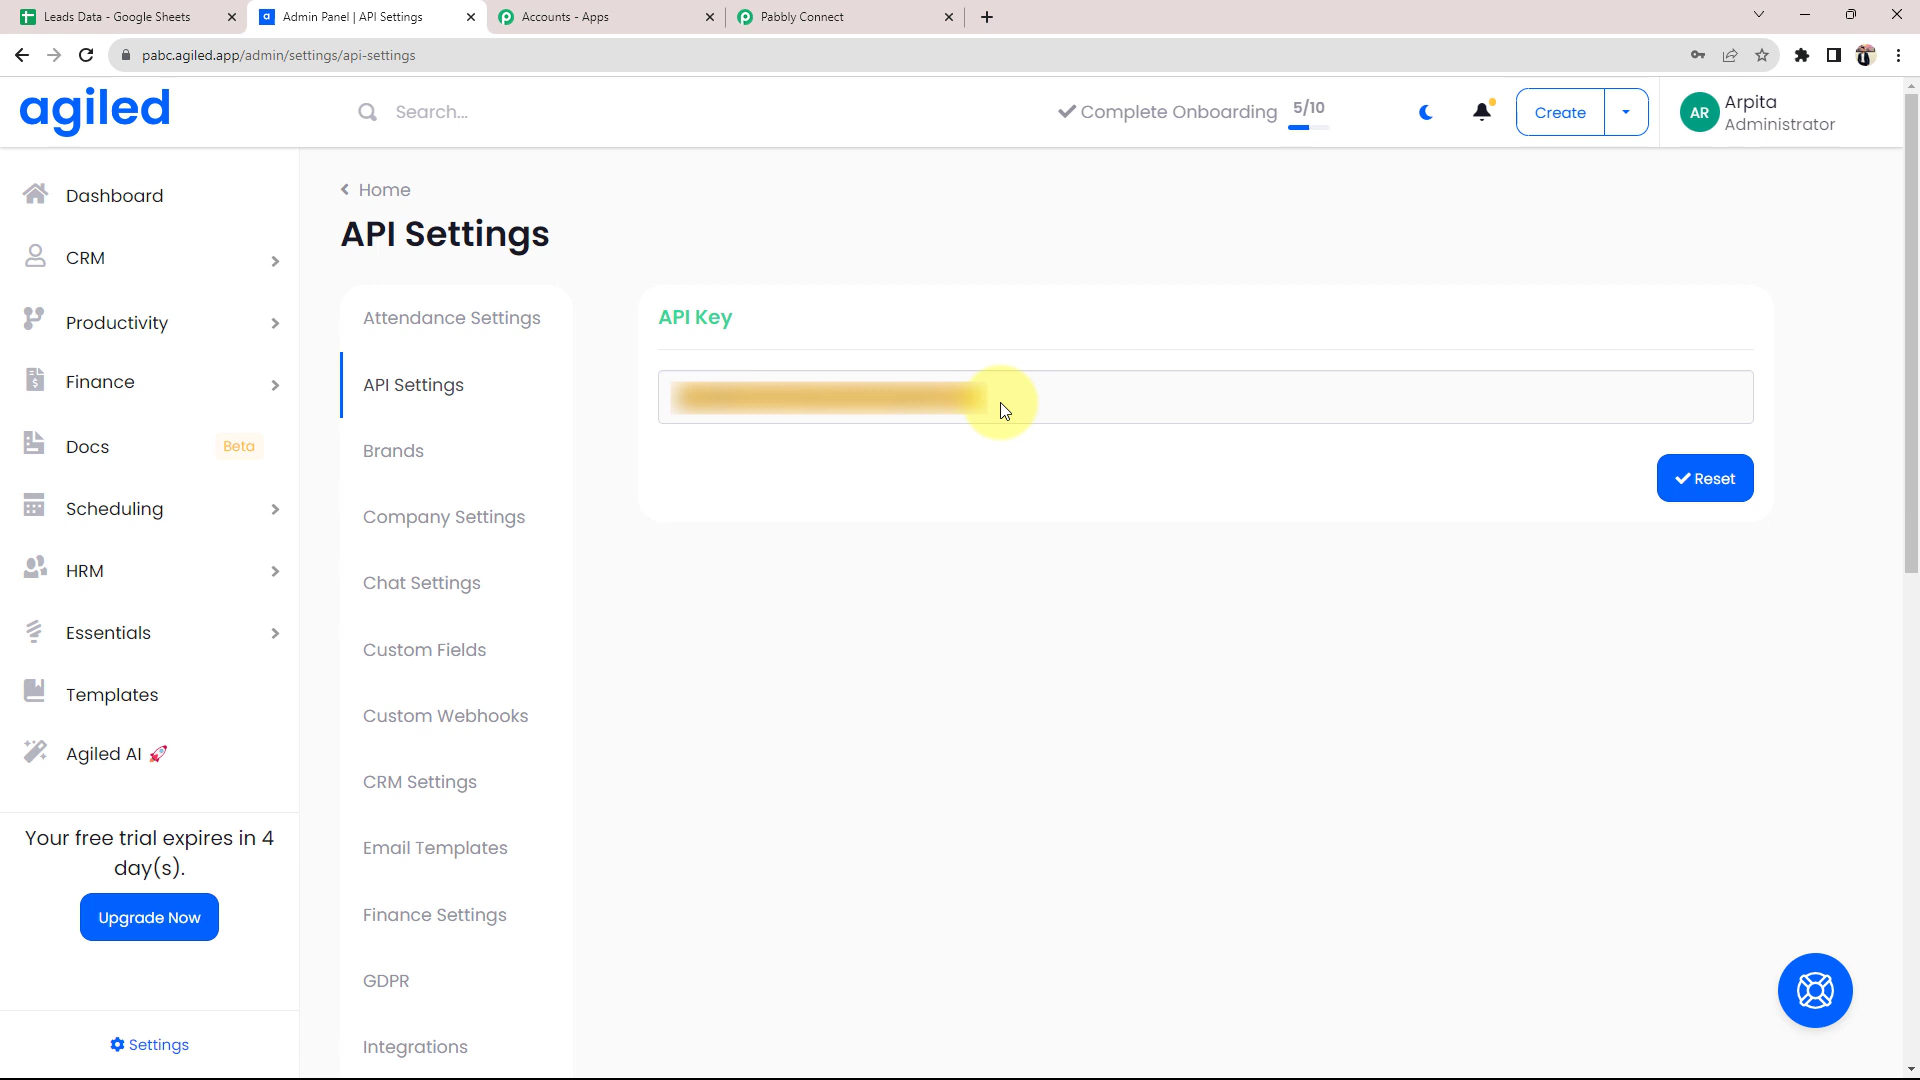 Leads Data - Google Sheets
Admin Panel | API Settings
Accounts - Apps
Pabbly Connect
pabc.agiled.app/admin/settings/api-settings
agiled
Search...
Complete Onboarding 5/10
Create
AR
Arpita
Administrator
Dashboard
CRM
Productivity
Finance
Docs Beta
Scheduling
HRM
Essentials
Templates
Agiled AI 🚀
Your free trial expires in 4
day(s).
Upgrade Now
Settings
Home
API Settings
Attendance Settings
API Settings
Brands
Company Settings
Chat Settings
Custom Fields
Custom Webhooks
CRM Settings
Email Templates
Finance Settings
GDPR
Integrations
API Key
Reset